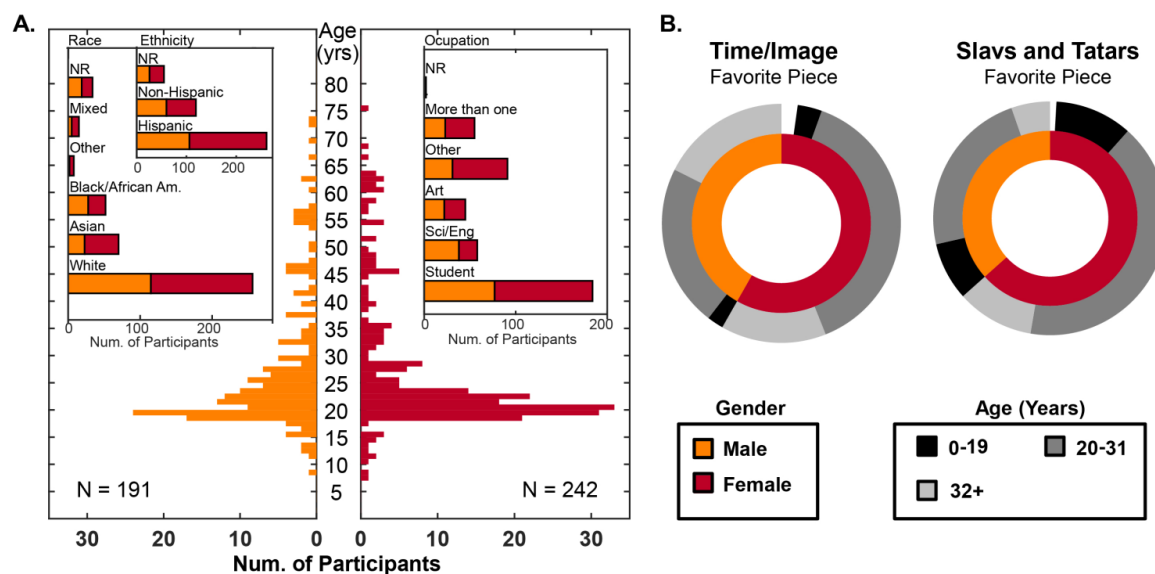 A.
Age
(yrs)
80
75
70
65
60
55
50
45
40
35
30
25
20
15
10
5
Race
NR
Mixed
Other
Black/African Am.
Asian
White
0
100
200
Num. of Participants
Ethnicity
NR
Non-Hispanic
Hispanic
0
100
200
Ocupation
NR
More than one
Other
Art
Sci/Eng
Student
0
100
200
Num. of Participants
N = 191
N = 242
30
20
10
0
0
10
20
30
Num. of Participants
B.
Time/Image
Favorite Piece
Slavs and Tatars
Favorite Piece
Gender
Male
Female
Age (Years)
0-19
20-31
32+